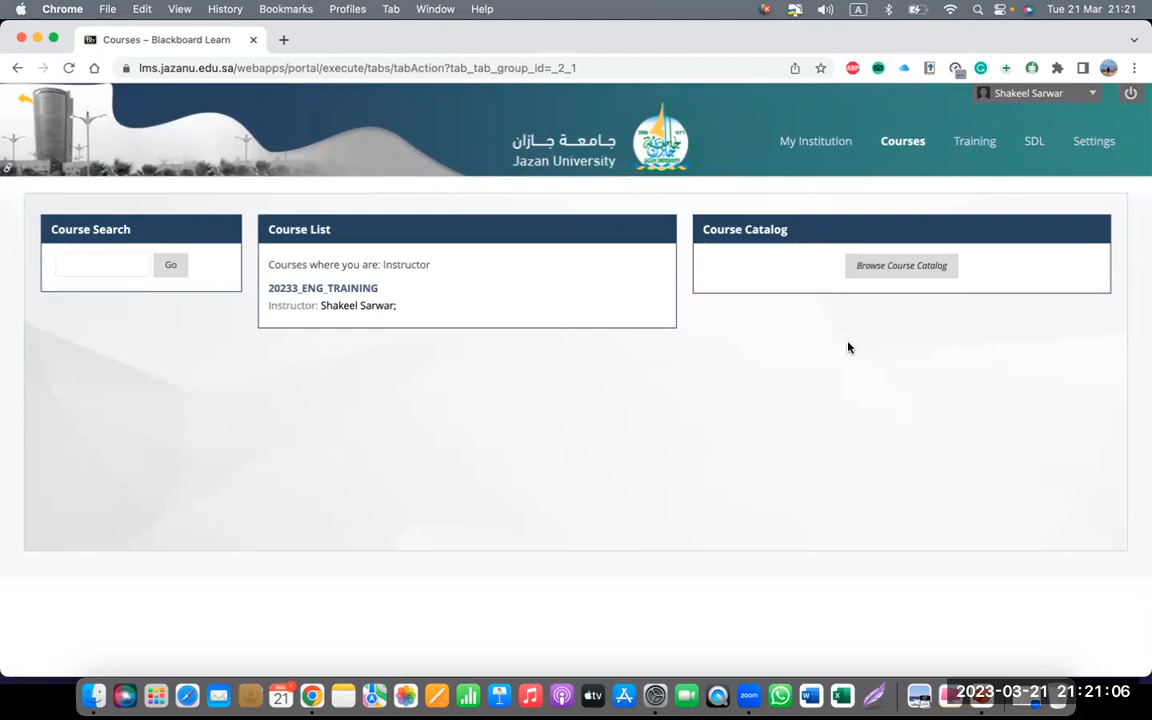 Chrome File Edit View History Bookmarks Profiles Tab Window Help A Tue 21 Mar 21:21
Courses – Blackboard Learn
lms.jazanu.edu.sa/webapps/portal/execute/tabs/tabAction?tab_tab_group_id=_2_1
Shakeel Sarwar
جامعة جازان
Jazan University
My Institution Courses Training SDL Settings
Course Search
Go
Course List
Courses where you are: Instructor
20233_ENG_TRAINING
Instructor: Shakeel Sarwar;
Course Catalog
Browse Course Catalog
2023-03-21 21:21:06